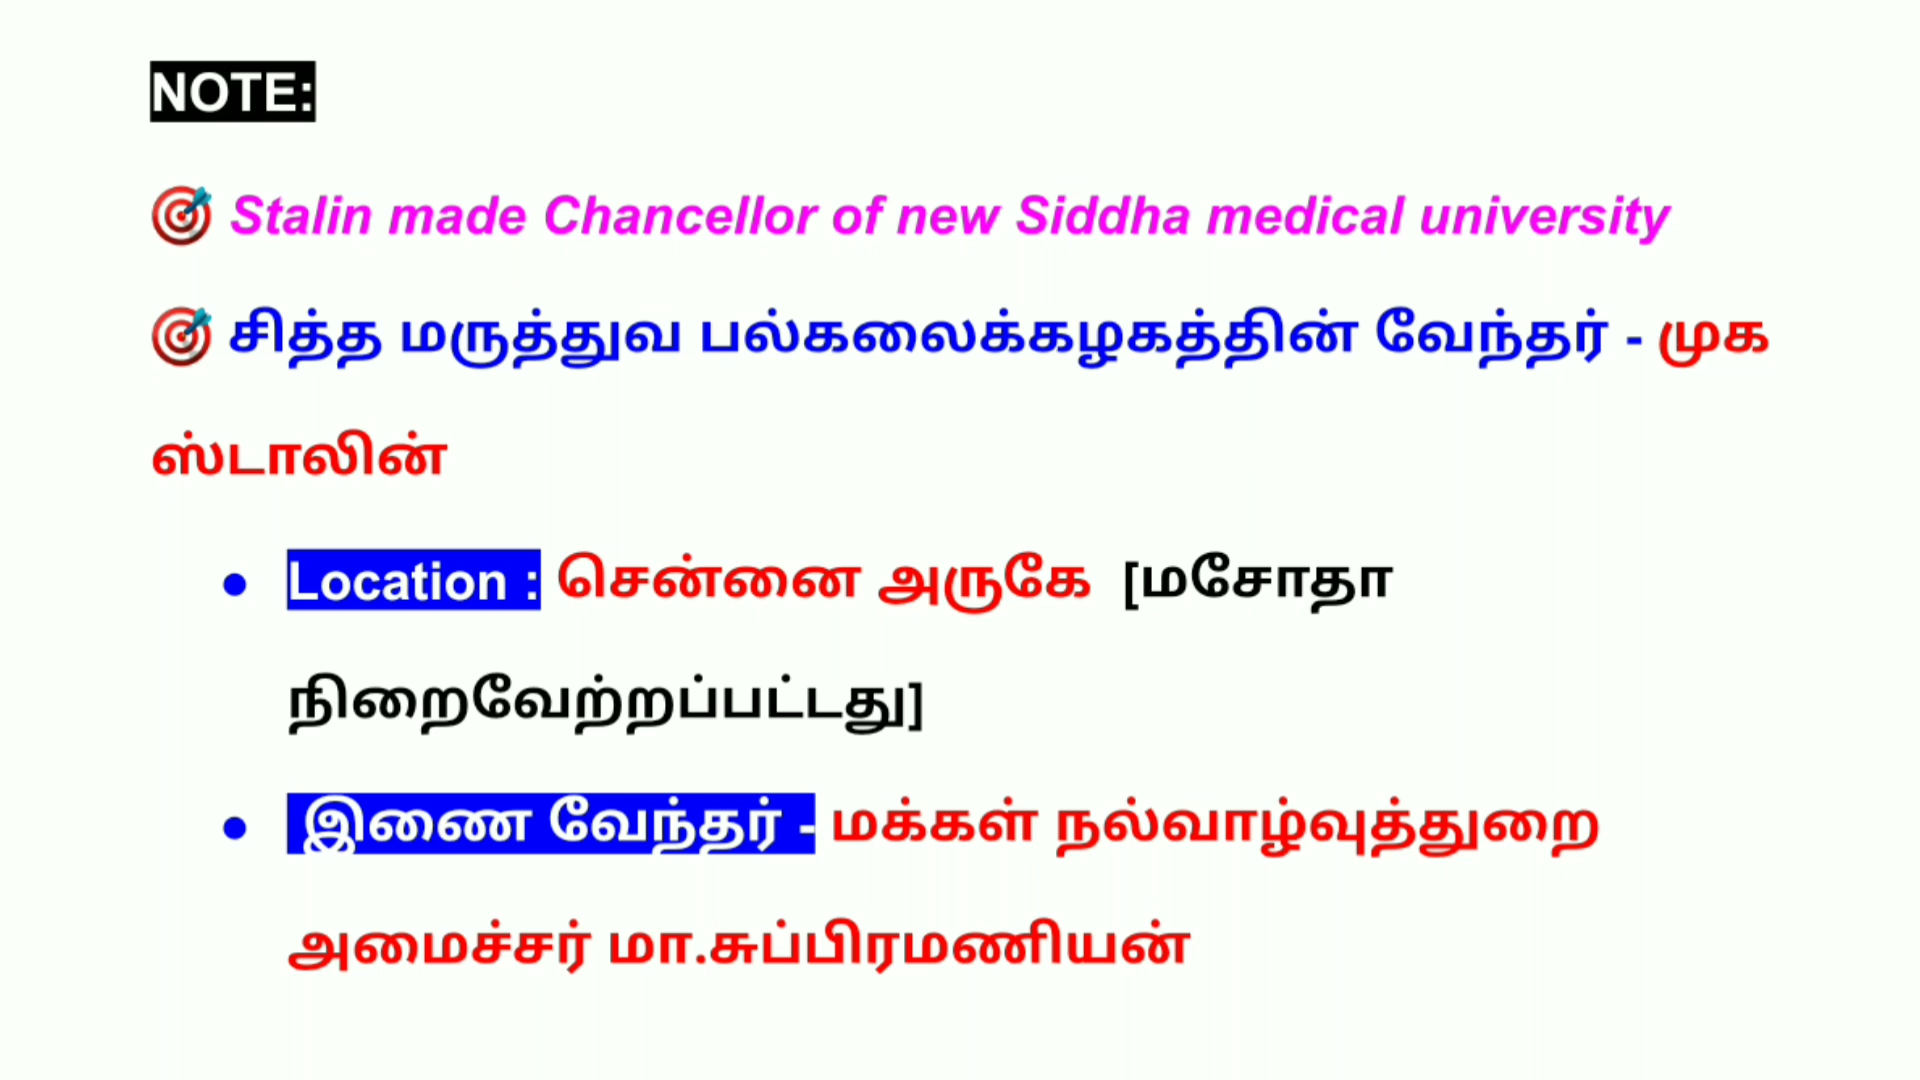 NOTE:
🎯 Stalin made Chancellor of new Siddha medical university
🎯 சித்த மருத்துவ பல்கலைக்கழகத்தின் வேந்தர் - முக
ஸ்டாலின்
● Location : சென்னை அருகே [மசோதா
நிறைவேற்றப்பட்டது]
● இணை வேந்தர் - மக்கள் நல்வாழ்வுத்துறை
அமைச்சர் மா.சுப்பிரமணியன்